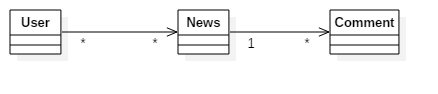 User
News
Comment
* * 1 *